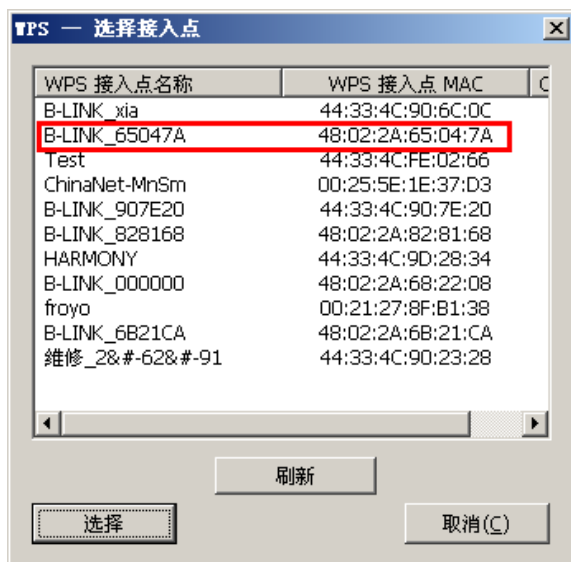 WPS — 选择接入点
WPS 接入点名称 WPS 接入点 MAC C
B-LINK_xia 44:33:4C:90:6C:0C
B-LINK_65047A 48:02:2A:65:04:7A
Test 44:33:4C:FE:02:66
ChinaNet-MnSm 00:25:5E:1E:37:D3
B-LINK_907E20 44:33:4C:90:7E:20
B-LINK_828168 48:02:2A:82:81:68
HARMONY 44:33:4C:9D:28:34
B-LINK_000000 48:02:2A:68:22:08
froyo 00:21:27:8F:B1:38
B-LINK_6B21CA 48:02:2A:6B:21:CA
維修_2&#-62&#-91 44:33:4C:90:23:28
刷新
选择 取消(C)